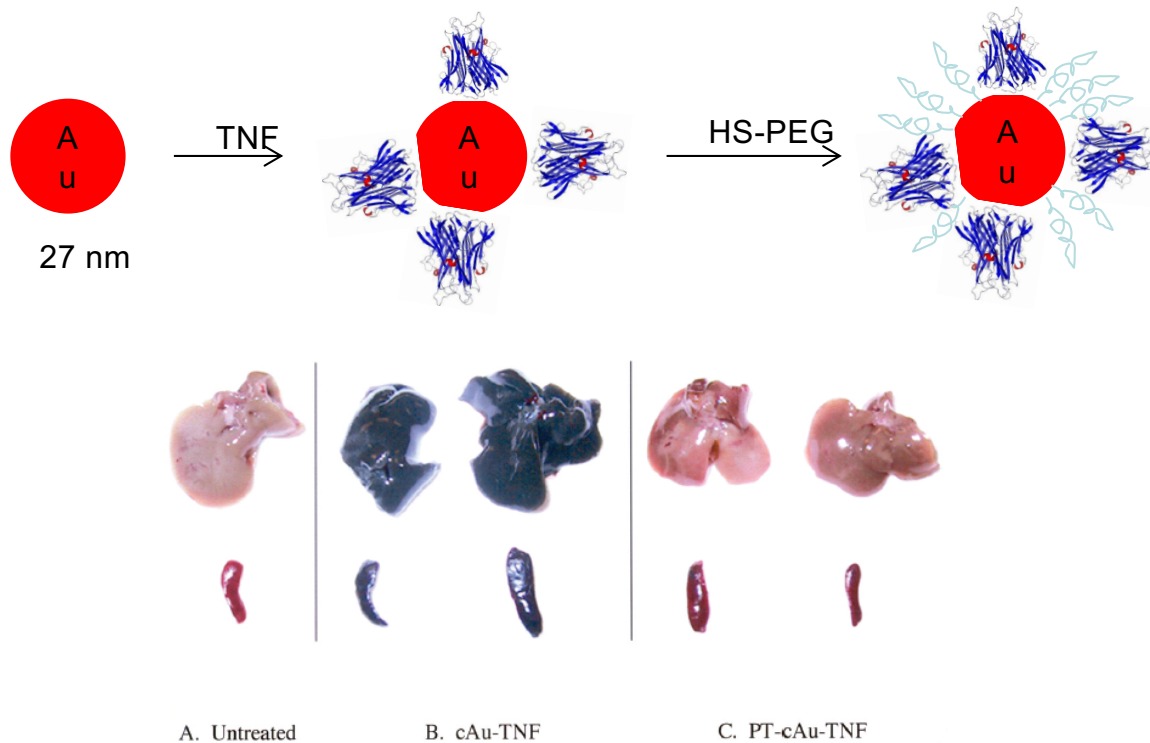 A
u
27 nm
TNF
A
u
HS-PEG
A
u
A. Untreated
B. cAu-TNF
C. PT-cAu-TNF